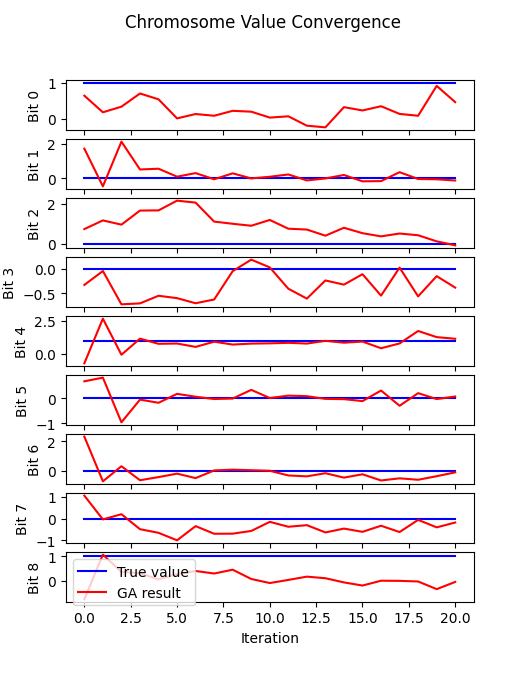 Chromosome Value Convergence
Bit 0
1
0
Bit 1
2
0
Bit 2
2
0
Bit 3
0.0
−0.5
Bit 4
2.5
0.0
Bit 5
0
−1
Bit 6
2
0
Bit 7
1
0
−1
Bit 8
1
0
True value
GA result
0.0 2.5 5.0 7.5 10.0 12.5 15.0 17.5 20.0
Iteration